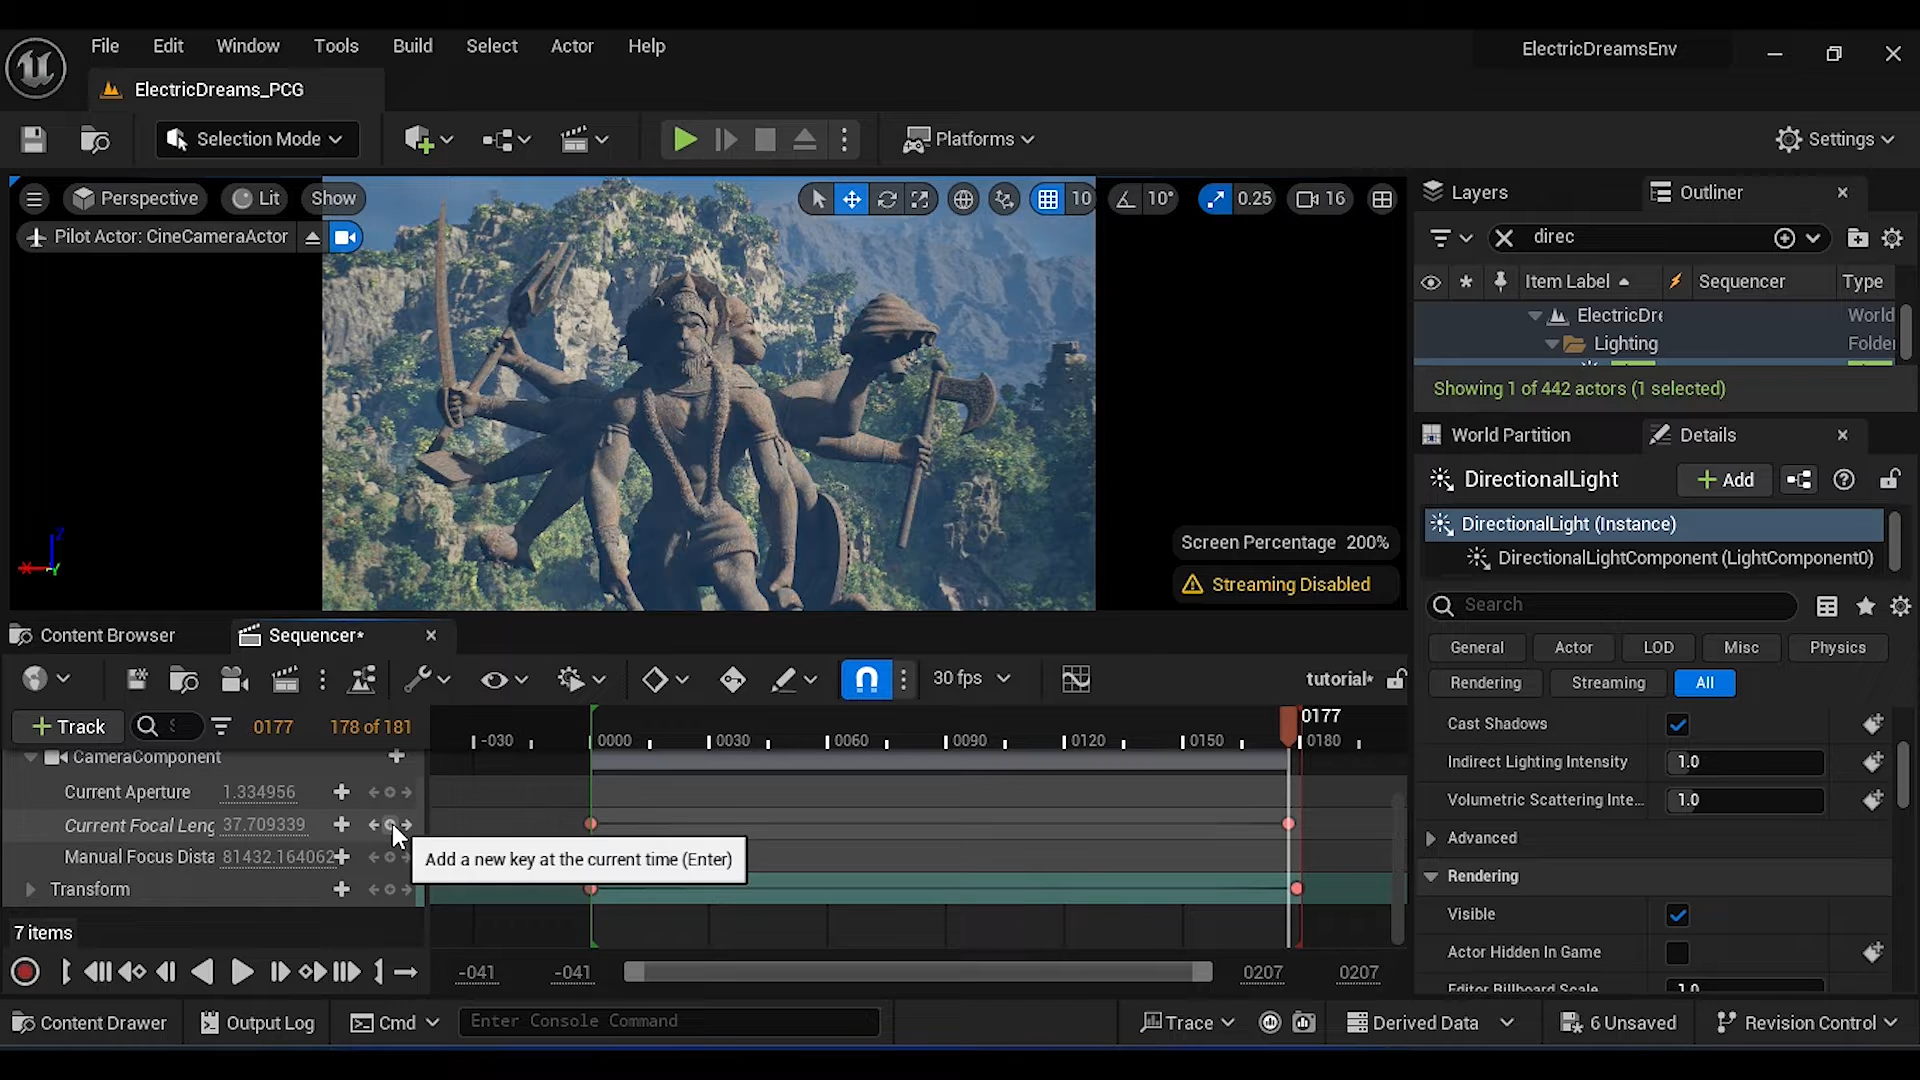 File Edit Window Tools Build Select Actor Help
ElectricDreamsEnv
ElectricDreams_PCG
Selection Mode
Platforms
Settings
Perspective
Lit
Show
10
10°
0.25
16
Pilot Actor: CineCameraActor
Screen Percentage 200%
Streaming Disabled
Z
Layers
Outliner
direc
Item Label
Sequencer
Type
ElectricDre
World
Lighting
Folder
Showing 1 of 442 actors (1 selected)
World Partition
Details
DirectionalLight
Add
DirectionalLight (Instance)
DirectionalLightComponent (LightComponent0)
Search
General Actor LOD Misc Physics
Rendering Streaming All
Cast Shadows
Indirect Lighting Intensity 1.0
Volumetric Scattering Inte... 1.0
Advanced
Rendering
Visible
Actor Hidden In Game
Editor Billboard Scale 1.0
Content Browser
Sequencer*
30 fps
tutorial*
Track
0177
178 of 181
0177
-030 0000 0030 0060 0090 0120 0150 0180
CameraComponent
Current Aperture 1.334956
Current Focal Leng 37.709339
Manual Focus Dista 81432.164062
Transform
Add a new key at the current time (Enter)
7 items
-041 -041 0207 0207
Content Drawer
Output Log
Cmd
Enter Console Command
Trace
Derived Data
6 Unsaved
Revision Control